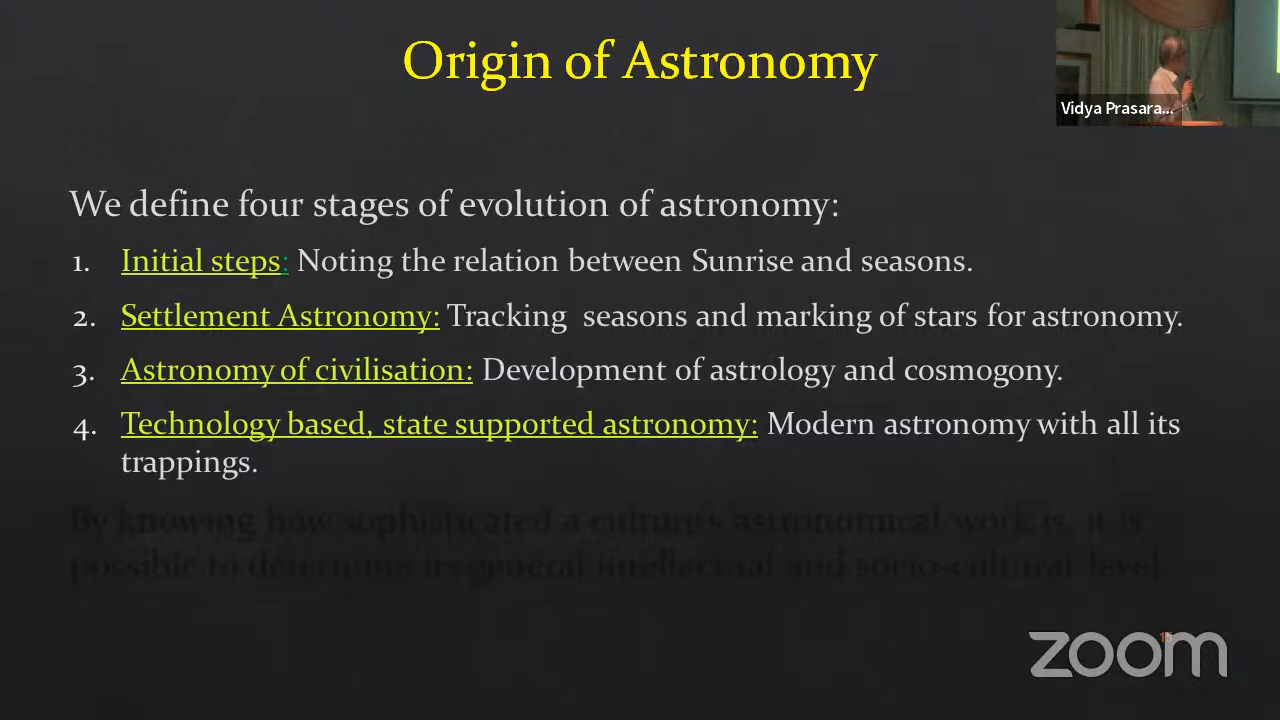 Origin of Astronomy
Vidya Prasara...
We define four stages of evolution of astronomy:
1. Initial steps: Noting the relation between Sunrise and seasons.
2. Settlement Astronomy: Tracking seasons and marking of stars for astronomy.
3. Astronomy of civilisation: Development of astrology and cosmogony.
4. Technology based, state supported astronomy: Modern astronomy with all its
trappings.
By knowing how sophisticated a culture's astronomical work is, it is
possible to determine its general intellectual and socio-cultural level.
15
zoom